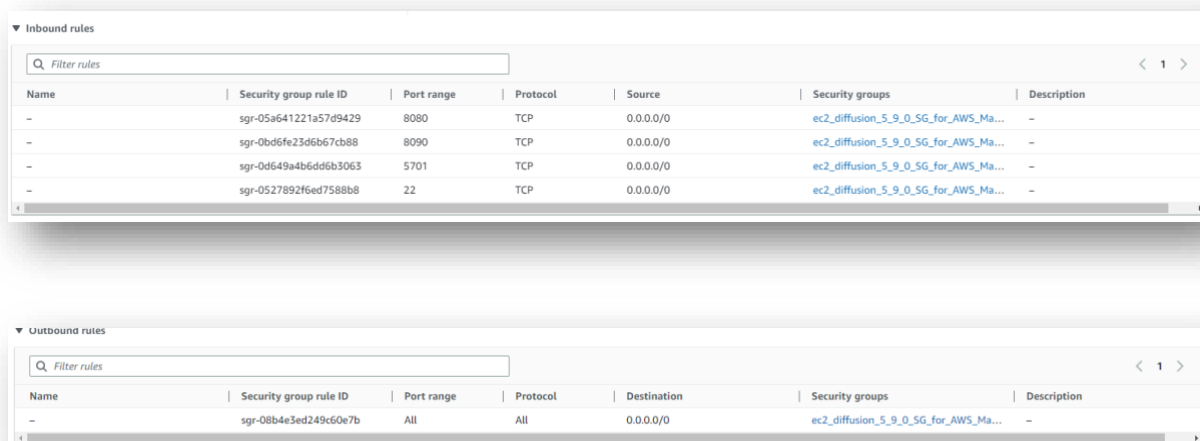 Inbound rules
Filter rules
1
Name Security group rule ID Port range Protocol Source Security groups Description
– sgr-05a641221a57d9429 8080 TCP 0.0.0.0/0 ec2_diffusion_5_9_0_SG_for_AWS_Ma... –
– sgr-0bd6fe23d6b67cb88 8090 TCP 0.0.0.0/0 ec2_diffusion_5_9_0_SG_for_AWS_Ma... –
– sgr-0d649a4b6dd6b3063 5701 TCP 0.0.0.0/0 ec2_diffusion_5_9_0_SG_for_AWS_Ma... –
– sgr-0527892f6ed7588b8 22 TCP 0.0.0.0/0 ec2_diffusion_5_9_0_SG_for_AWS_Ma... –
Outbound rules
Filter rules
1
Name Security group rule ID Port range Protocol Destination Security groups Description
– sgr-08b4e3ed249c60e7b All All 0.0.0.0/0 ec2_diffusion_5_9_0_SG_for_AWS_Ma... –